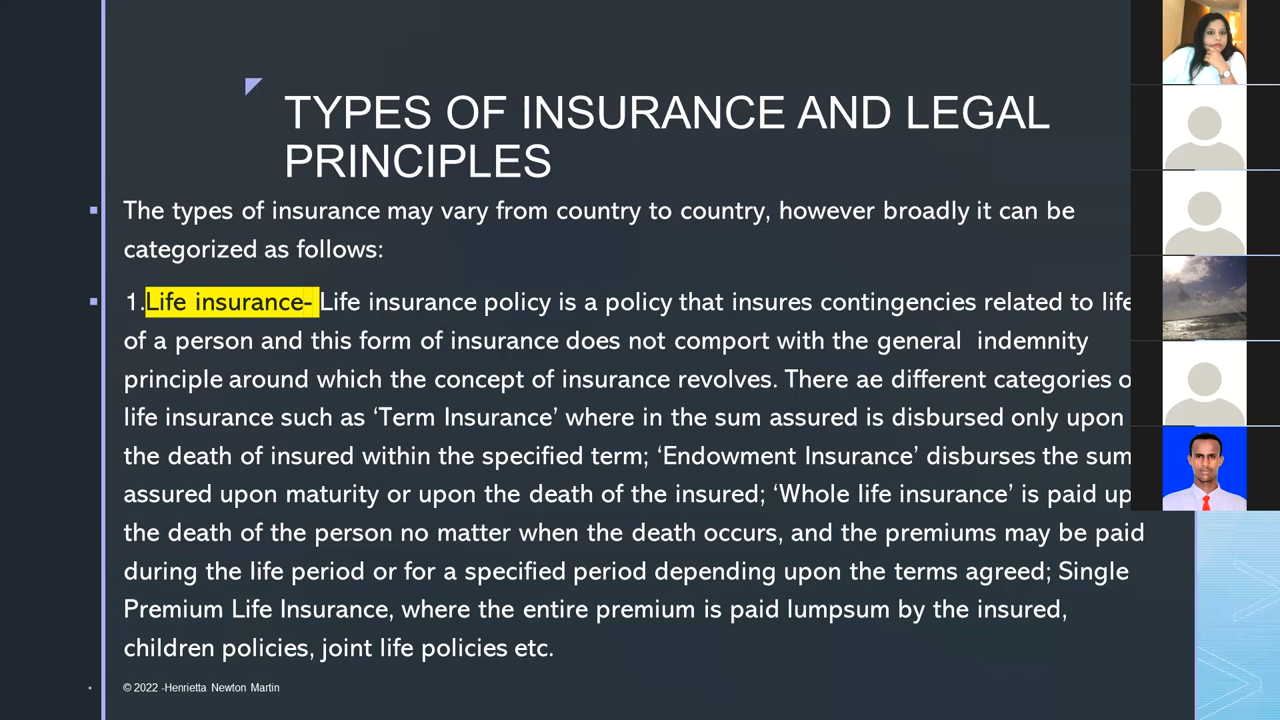 TYPES OF INSURANCE AND LEGAL
PRINCIPLES
The types of insurance may vary from country to country, however broadly it can be
categorized as follows:
1.Life insurance- Life insurance policy is a policy that insures contingencies related to life
of a person and this form of insurance does not comport with the general indemnity
principle around which the concept of insurance revolves. There ae different categories o
life insurance such as ‘Term Insurance’ where in the sum assured is disbursed only upon
the death of insured within the specified term; ‘Endowment Insurance’ disburses the sum
assured upon maturity or upon the death of the insured; ‘Whole life insurance’ is paid up
the death of the person no matter when the death occurs, and the premiums may be paid
during the life period or for a specified period depending upon the terms agreed; Single
Premium Life Insurance, where the entire premium is paid lumpsum by the insured,
children policies, joint life policies etc.
© 2022 -Henrietta Newton Martin